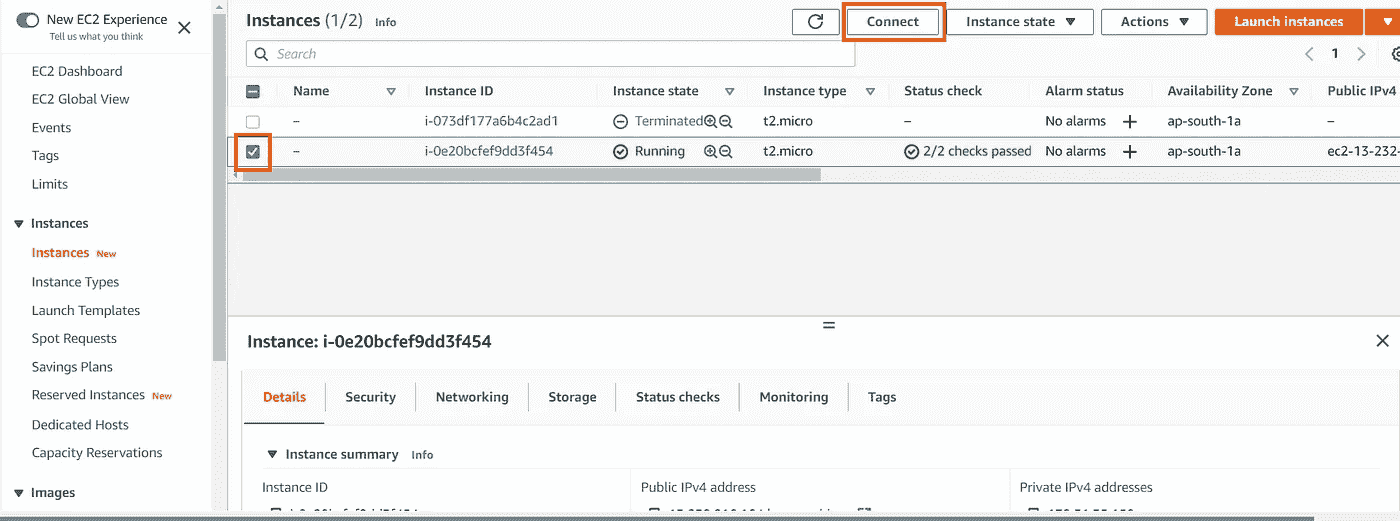 New EC2 Experience
Tell us what you think
EC2 Dashboard
EC2 Global View
Events
Tags
Limits
Instances
Instances New
Instance Types
Launch Templates
Spot Requests
Savings Plans
Reserved Instances New
Dedicated Hosts
Capacity Reservations
Images
Instances (1/2) Info
Connect Instance state Actions Launch instances
Search
1
Name Instance ID Instance state Instance type Status check Alarm status Availability Zone Public IPv4
– i-073df177a6b4c2ad1 Terminated t2.micro – No alarms + ap-south-1a –
– i-0e20bcfef9dd3f454 Running t2.micro 2/2 checks passed No alarms + ap-south-1a ec2-13-232-
Instance: i-0e20bcfef9dd3f454
Details Security Networking Storage Status checks Monitoring Tags
Instance summary Info
Instance ID Public IPv4 address Private IPv4 addresses